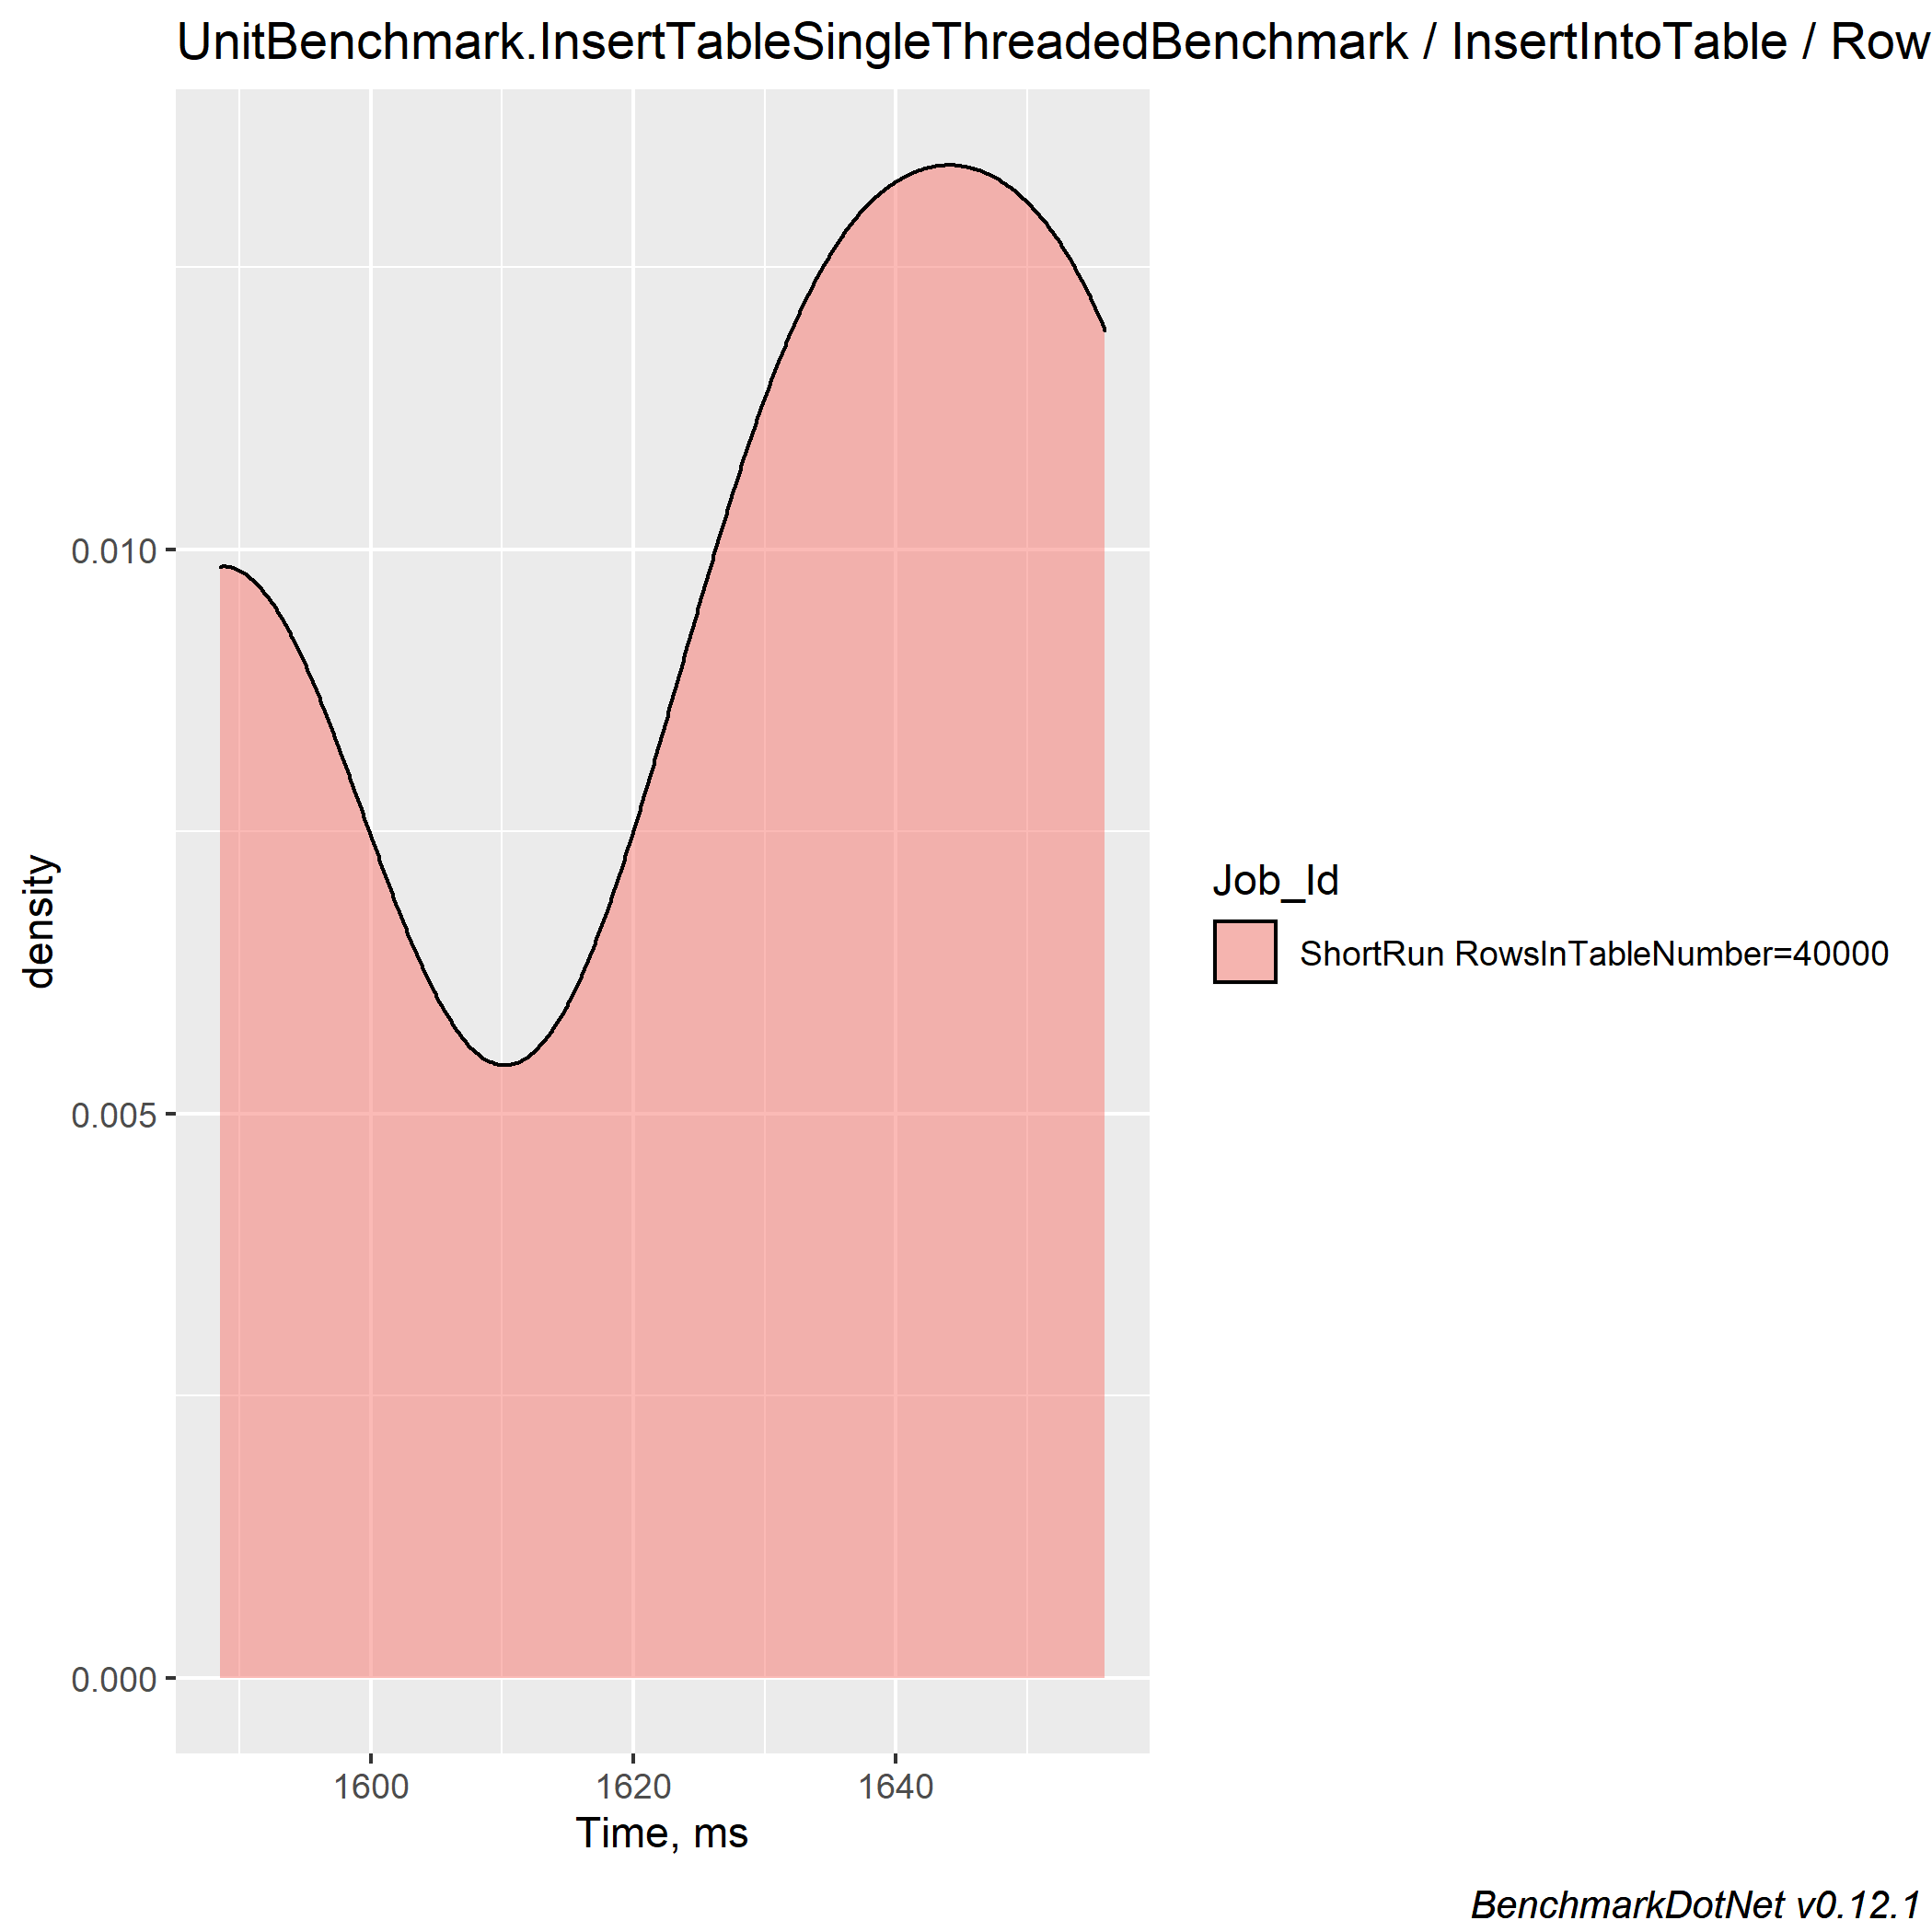 UnitBenchmark.InsertTableSingleThreadedBenchmark / InsertIntoTable / Row
0.010
0.005
0.000
density
1600 1620 1640
Time, ms
Job_Id
ShortRun RowsInTableNumber=40000
BenchmarkDotNet v0.12.1